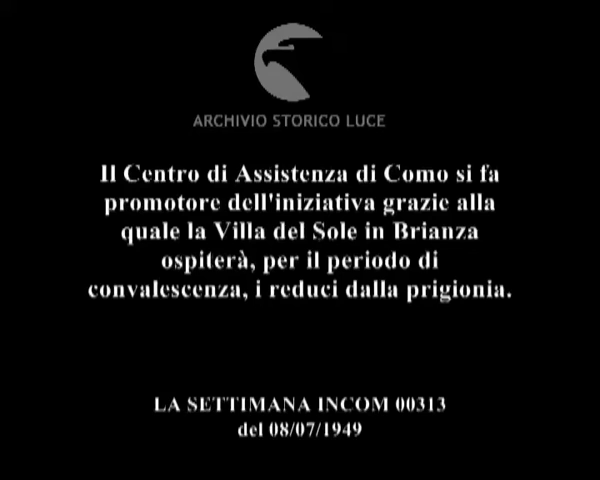 ARCHIVIO STORICO LUCE
Il Centro di Assistenza di Como si fa
promotore dell'iniziativa grazie alla
quale la Villa del Sole in Brianza
ospiterà, per il periodo di
convalescenza, i reduci dalla prigionia.
LA SETTIMANA INCOM 00313
del 08/07/1949